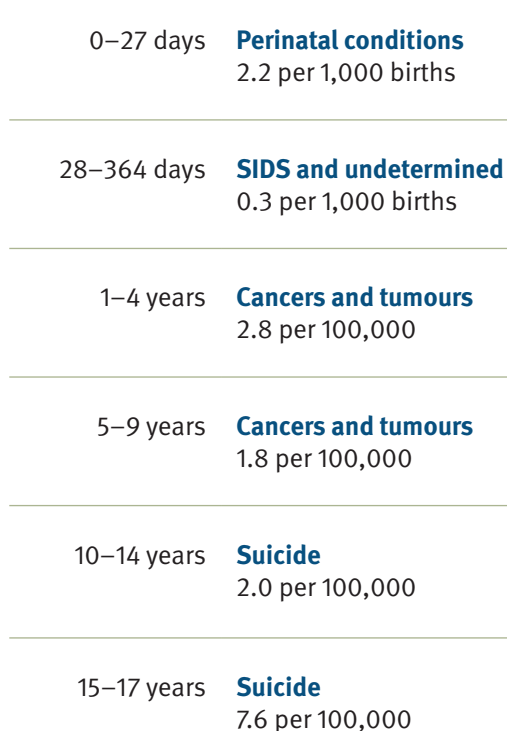 0–27 days Perinatal conditions
2.2 per 1,000 births
28–364 days SIDS and undetermined
0.3 per 1,000 births
1–4 years Cancers and tumours
2.8 per 100,000
5–9 years Cancers and tumours
1.8 per 100,000
10–14 years Suicide
2.0 per 100,000
15–17 years Suicide
7.6 per 100,000